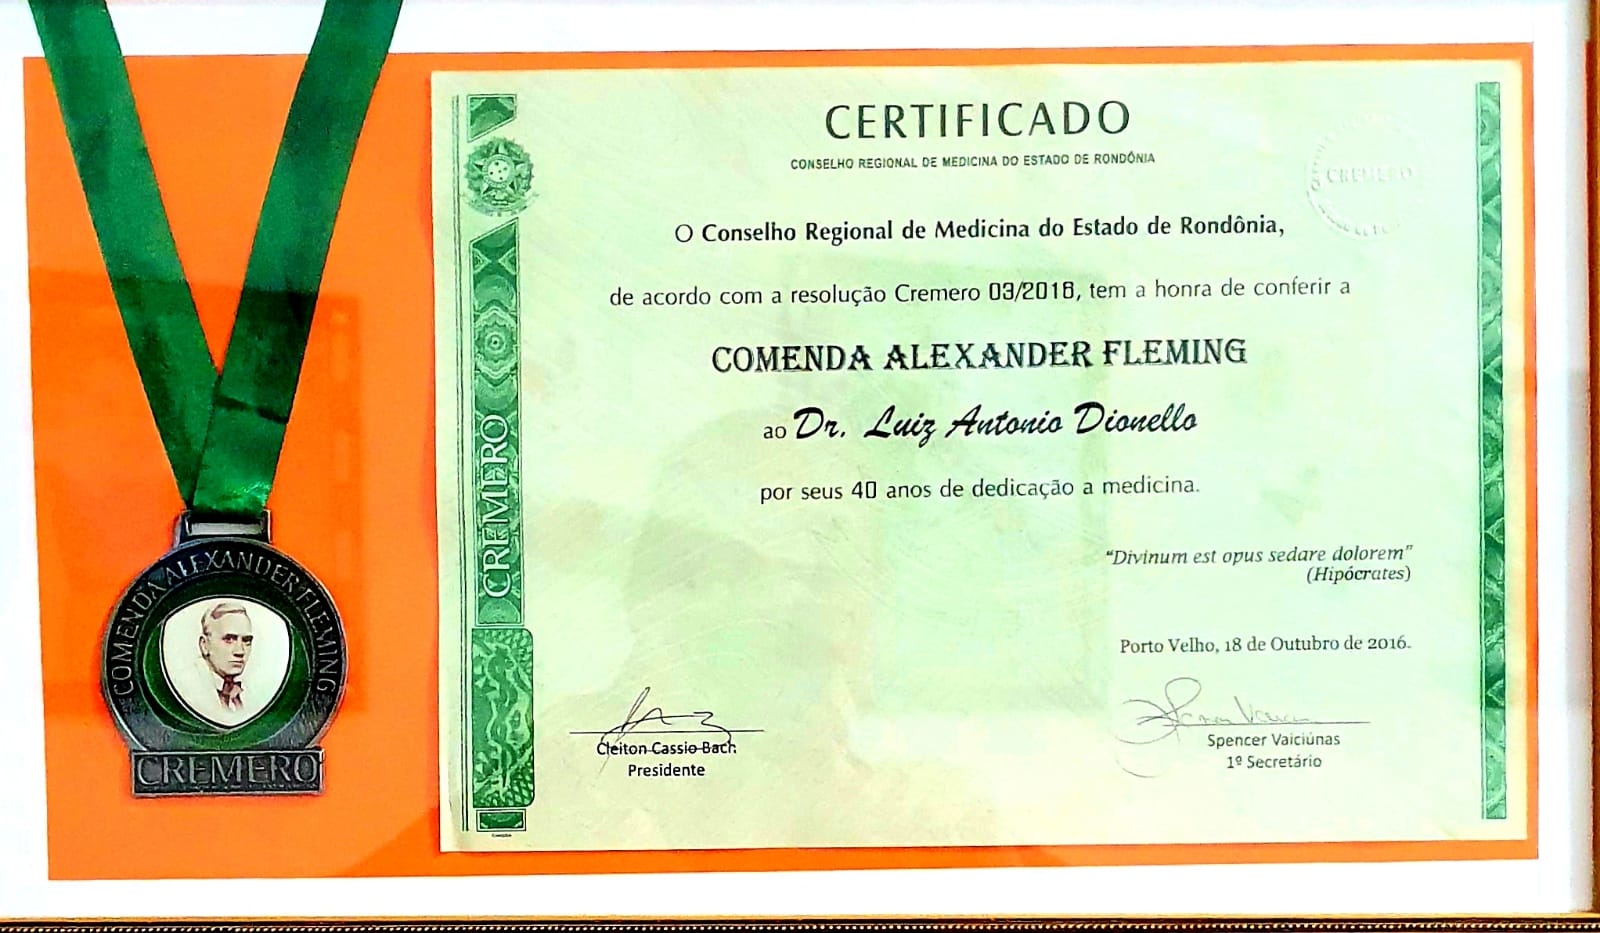 COMENDA ALEXANDER FLEMING
CREMERO
CREMERO
CERTIFICADO
CONSELHO REGIONAL DE MEDICINA DO ESTADO DE RONDÔNIA
CREMERO
O Conselho Regional de Medicina do Estado de Rondônia,
de acordo com a resolução Cremero 03/2016, tem a honra de conferir a
COMENDA ALEXANDER FLEMING
ao Dr. Luiz Antonio Dionello
por seus 40 anos de dedicação a medicina.
“Divinum est opus sedare dolorem”
(Hipócrates)
Porto Velho, 18 de Outubro de 2016.
Cleiton Cassio Bach
Presidente
Spencer Vaiciúnas
1º Secretário